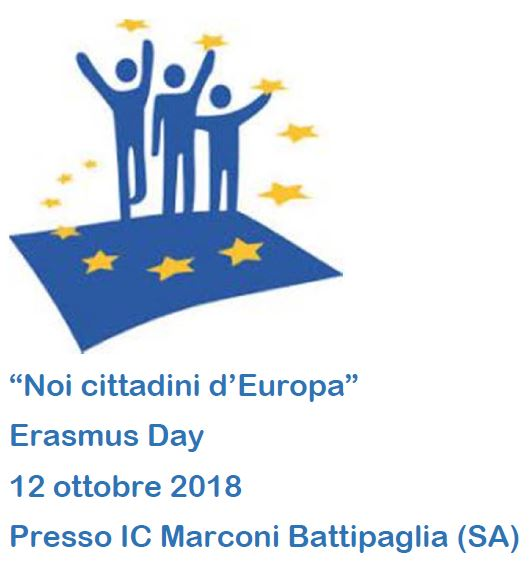 “Noi cittadini d’Europa”
Erasmus Day
12 ottobre 2018
Presso IC Marconi Battipaglia (SA)